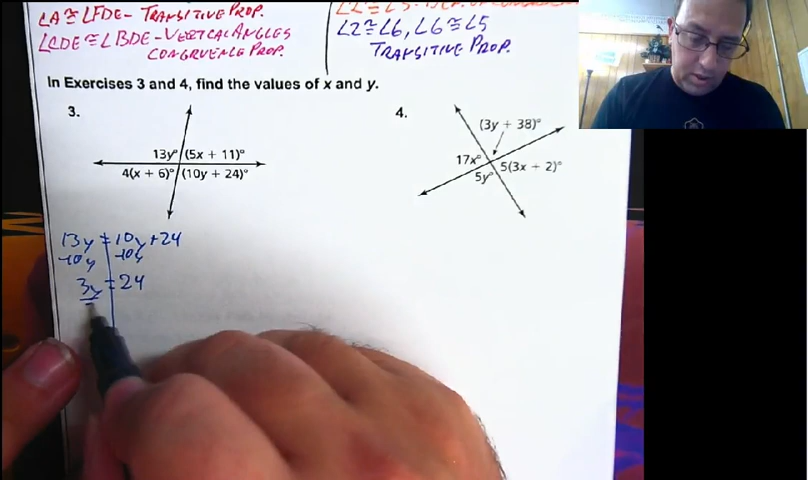 ∠A ≅ ∠FDE - TRANSITIVE PROP.
∠CDE ≅ ∠BDE - VERTICAL ANGLES
CONGRUENCE PROP.
∠2 ≅ ∠6, ∠6 ≅ ∠5
TRANSITIVE PROP.
In Exercises 3 and 4, find the values of x and y.
3.
13y° (5x + 11)°
4(x + 6)° (10y + 24)°
4.
(3y + 38)°
17x°
5(3x + 2)°
5y°
13y = 10y + 24
-10y -10y
3y = 24